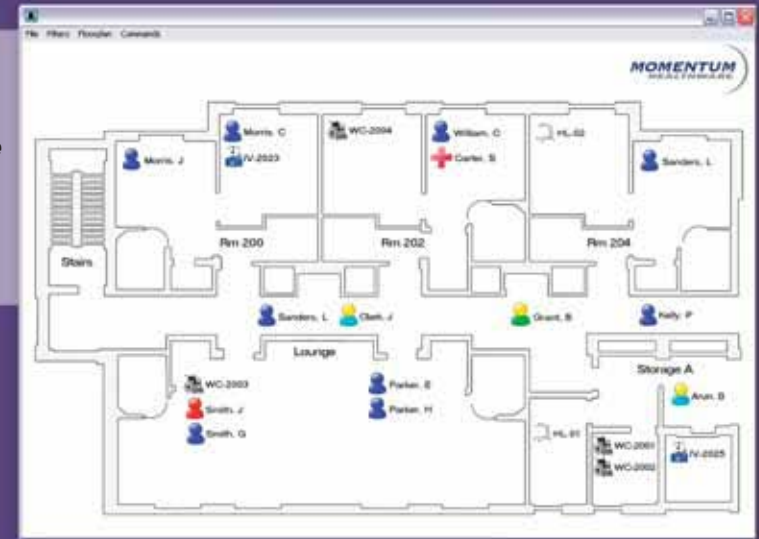 File Filters Floorplan Commands
MOMENTUM
HEALTHWARE
Morris, J
Morris, C
IV-2023
WC-2004
William, C
Carter, S
HL-02
Sanders, L
Rm 200
Rm 202
Rm 204
Stairs
Sanders, L
Clark, J
Grant, B
Kelly, P
Lounge
Storage A
WC-2003
Smith, J
Smith, G
Parker, E
Parker, H
Arun, B
HL-01
WC-2001
WC-2002
IV-2025